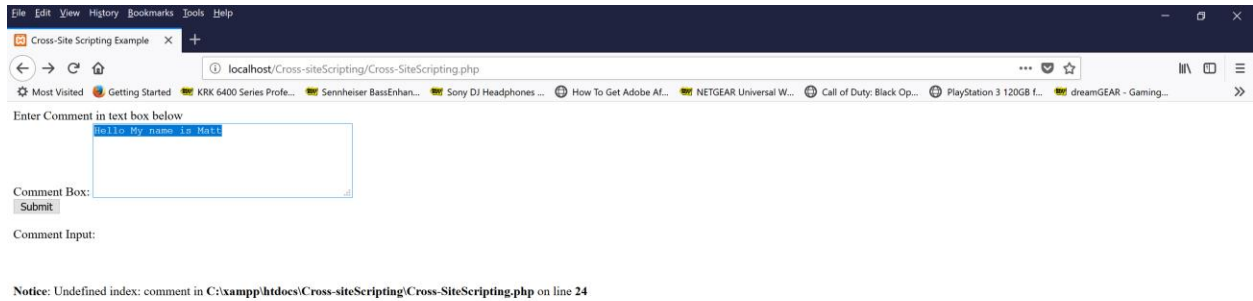 File Edit View History Bookmarks Tools Help
Cross-Site Scripting Example
localhost/Cross-siteScripting/Cross-SiteScripting.php
Most Visited Getting Started KRK 6400 Series Profe... Sennheiser BassEnhan... Sony DJ Headphones ... How To Get Adobe Af... NETGEAR Universal W... Call of Duty: Black Op... PlayStation 3 120GB f... dreamGEAR - Gaming...
Enter Comment in text box below
Hello My name is Matt
Comment Box:
Submit
Comment Input:
Notice: Undefined index: comment in C:\xampp\htdocs\Cross-siteScripting\Cross-SiteScripting.php on line 24